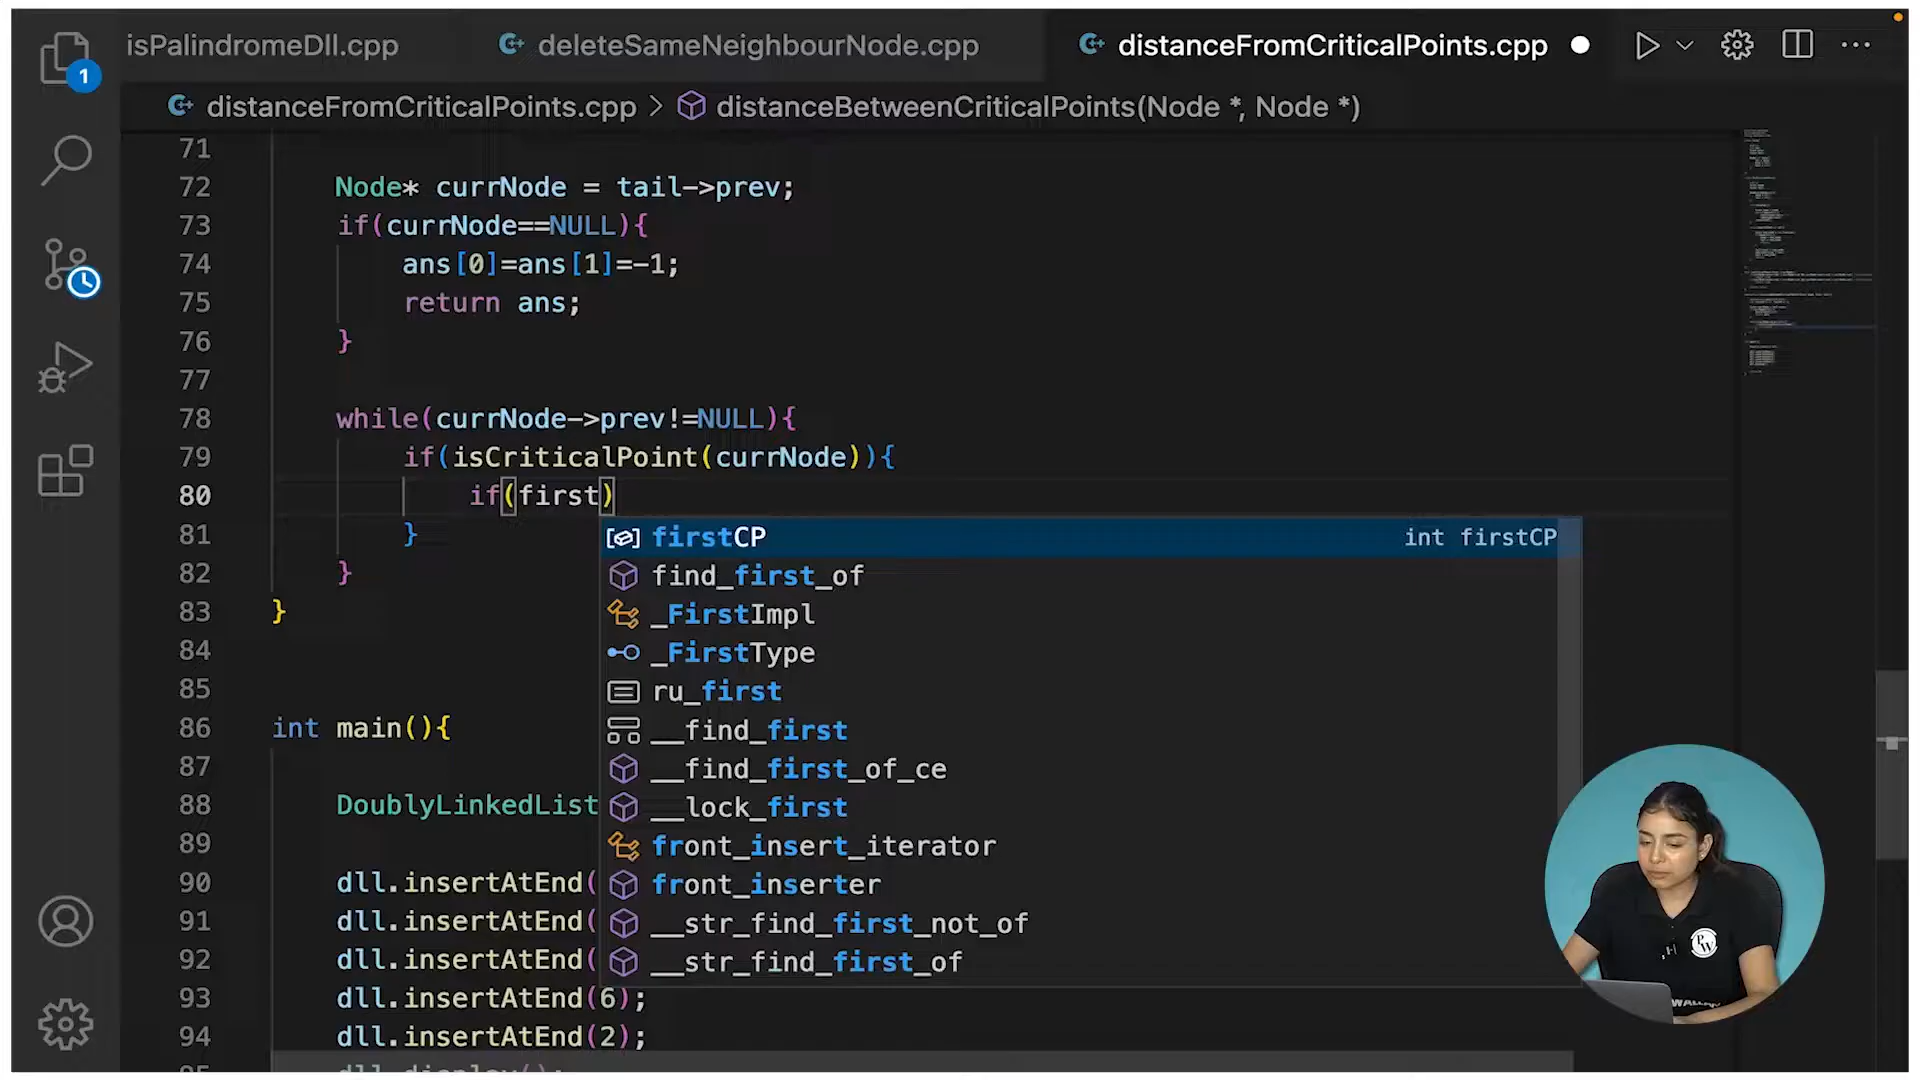 isPalindromeDll.cpp deleteSameNeighbourNode.cpp distanceFromCriticalPoints.cpp
1
distanceFromCriticalPoints.cpp > distanceBetweenCriticalPoints(Node *, Node *)
71
72 Node* currNode = tail->prev;
73 if(currNode==NULL){
74 ans[0]=ans[1]=-1;
75 return ans;
76 }
77
78 while(currNode->prev!=NULL){
79 if(isCriticalPoint(currNode)){
80 if(first)
81 }
82 }
83 }
84
85
86 int main(){
87
88 DoublyLinkedList
89
90 dll.insertAtEnd(
91 dll.insertAtEnd(
92 dll.insertAtEnd(
93 dll.insertAtEnd(6);
94 dll.insertAtEnd(2);
95 dll.display();
firstCP int firstCP
find_first_of
_FirstImpl
_FirstType
ru_first
__find_first
__find_first_of_ce
__lock_first
front_insert_iterator
front_inserter
__str_find_first_not_of
__str_find_first_of
PW